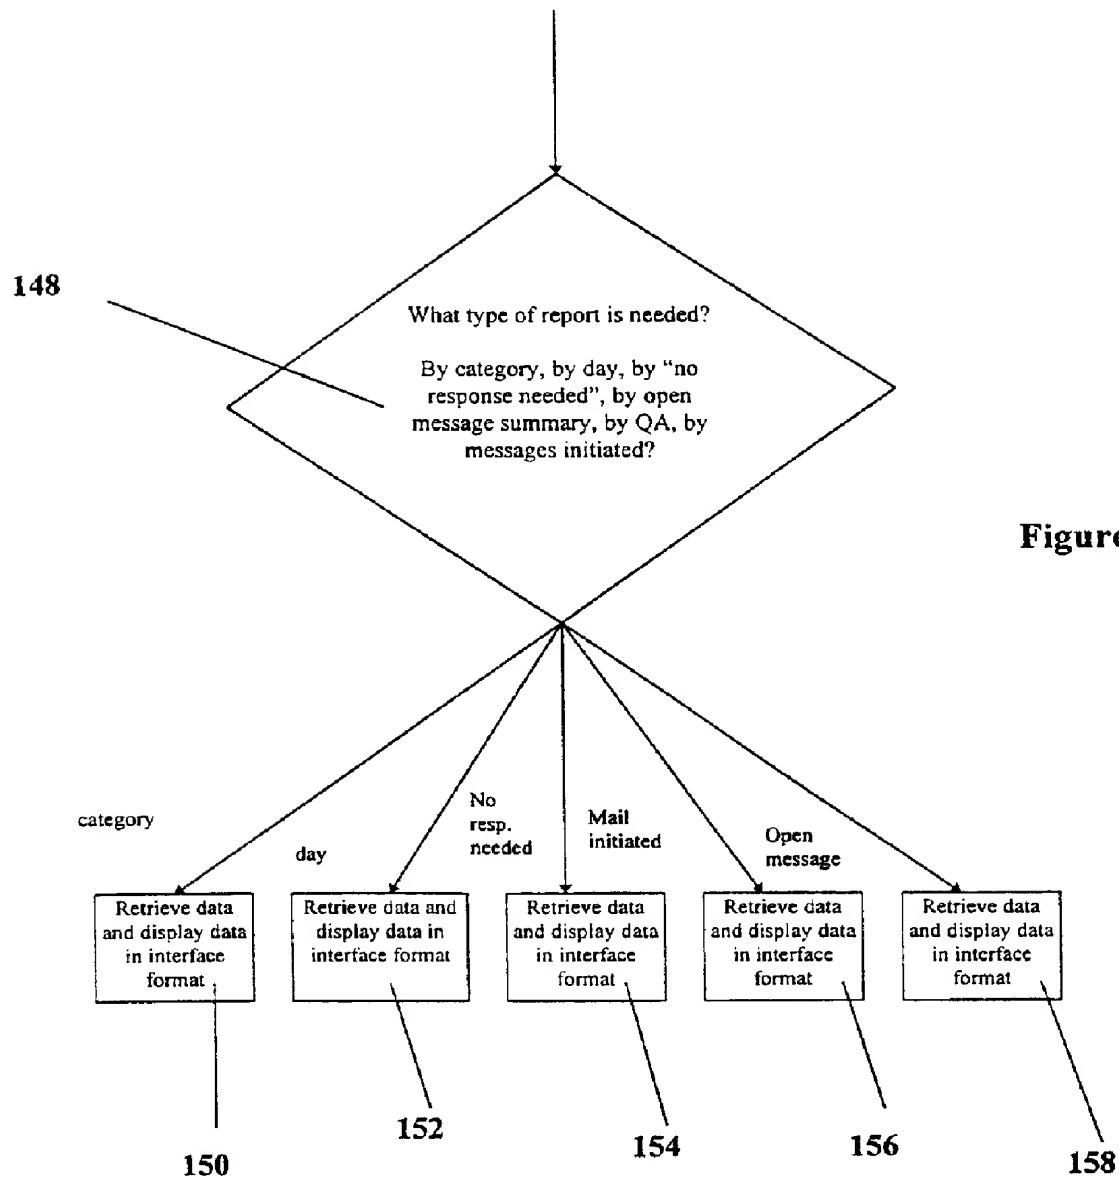 148
What type of report is needed?
By category, by day, by “no
response needed”, by open
message summary, by QA, by
messages initiated?
Figure
category
day
No
resp.
needed
Mail
initiated
Open
message
Retrieve data
and display data
in interface
format
Retrieve data and
display data in
interface format
Retrieve data
and display data
in interface
format
Retrieve data
and display data
in interface
format
Retrieve data
and display data
in interface
format
150
152
154
156
158